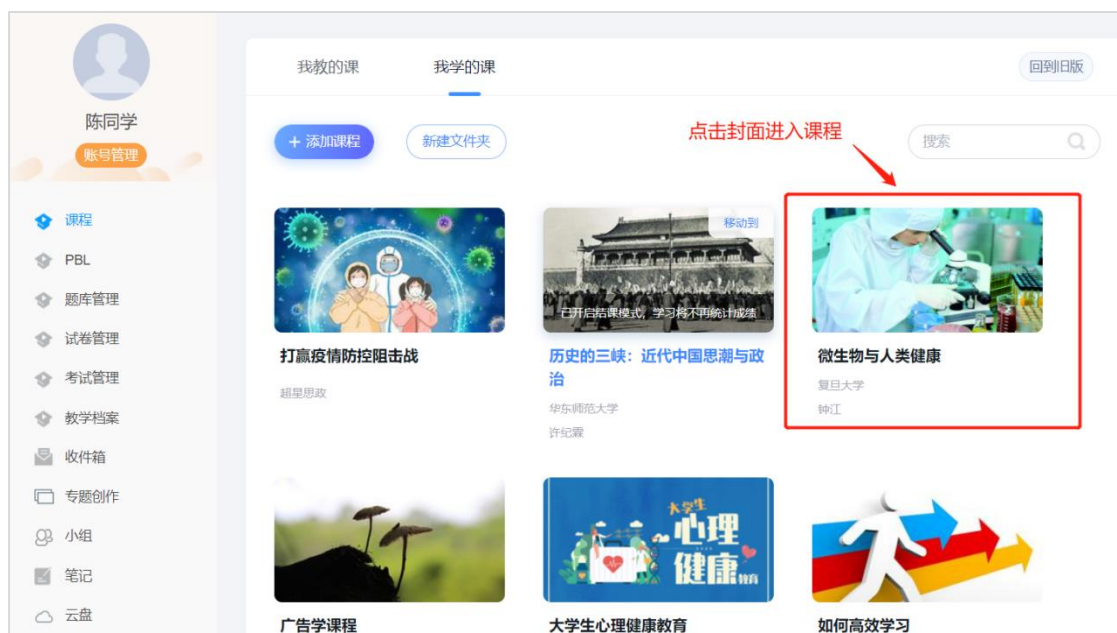 陈同学
账号管理
课程
PBL
题库管理
试卷管理
考试管理
教学档案
收件箱
专题创作
小组
笔记
云盘
我教的课
我学的课
回到旧版
+ 添加课程
新建文件夹
点击封面进入课程
搜索
打赢疫情防控阻击战
超星思政
移动到
已开启结课模式，学习将不再统计成绩
历史的三峡：近代中国思潮与政
治
华东师范大学
许纪霖
微生物与人类健康
复旦大学
钟江
广告学课程
大学生
心理
健康教育
大学生心理健康教育
如何高效学习